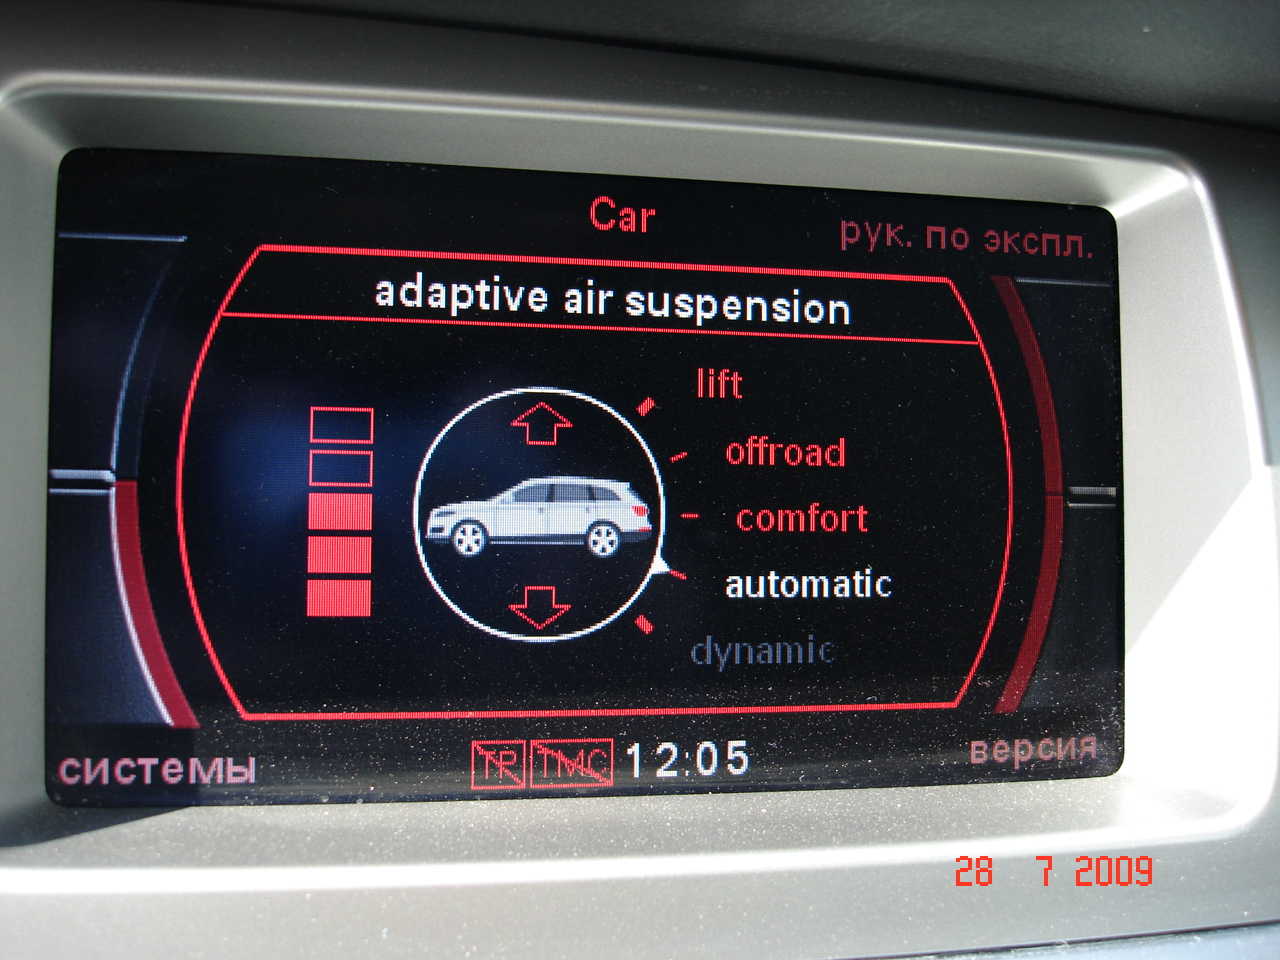 Car
рук. по экспл.
adaptive air suspension
lift
offroad
comfort
automatic
dynamic
системы
TP TMC 12:05
версия
28 7 2009